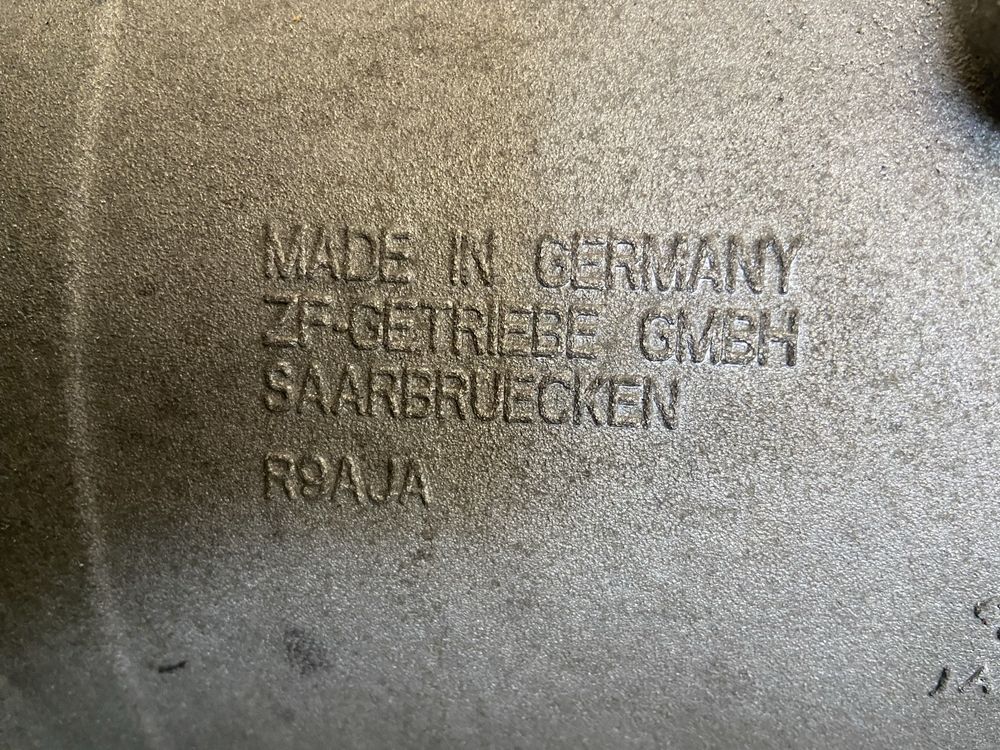 MADE IN GERMANY
ZF-GETRIEBE GMBH
SAARBRUECKEN
R9AJA